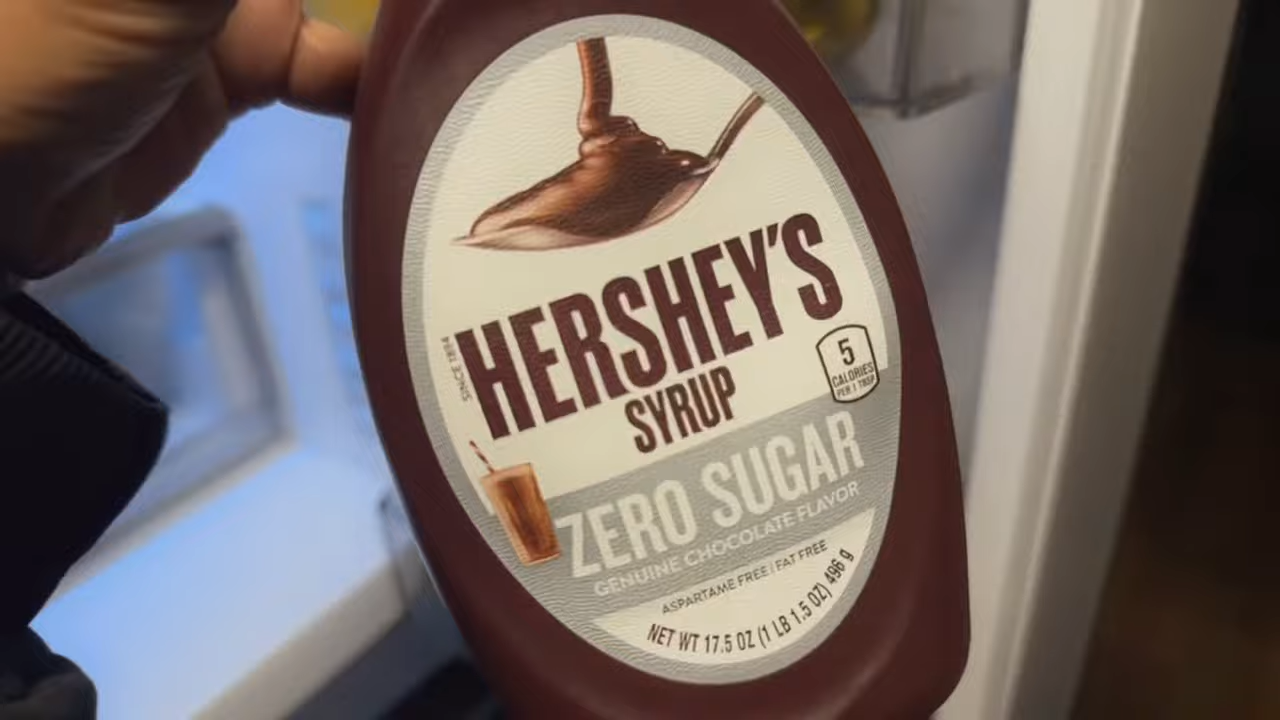 HERSHEY'S
SINCE 1894
SYRUP
5
CALORIES
PER 1 TBSP
ZERO SUGAR
GENUINE CHOCOLATE FLAVOR
ASPARTAME FREE | FAT FREE
NET WT 17.5 OZ (1 LB 1.5 OZ) 496 g